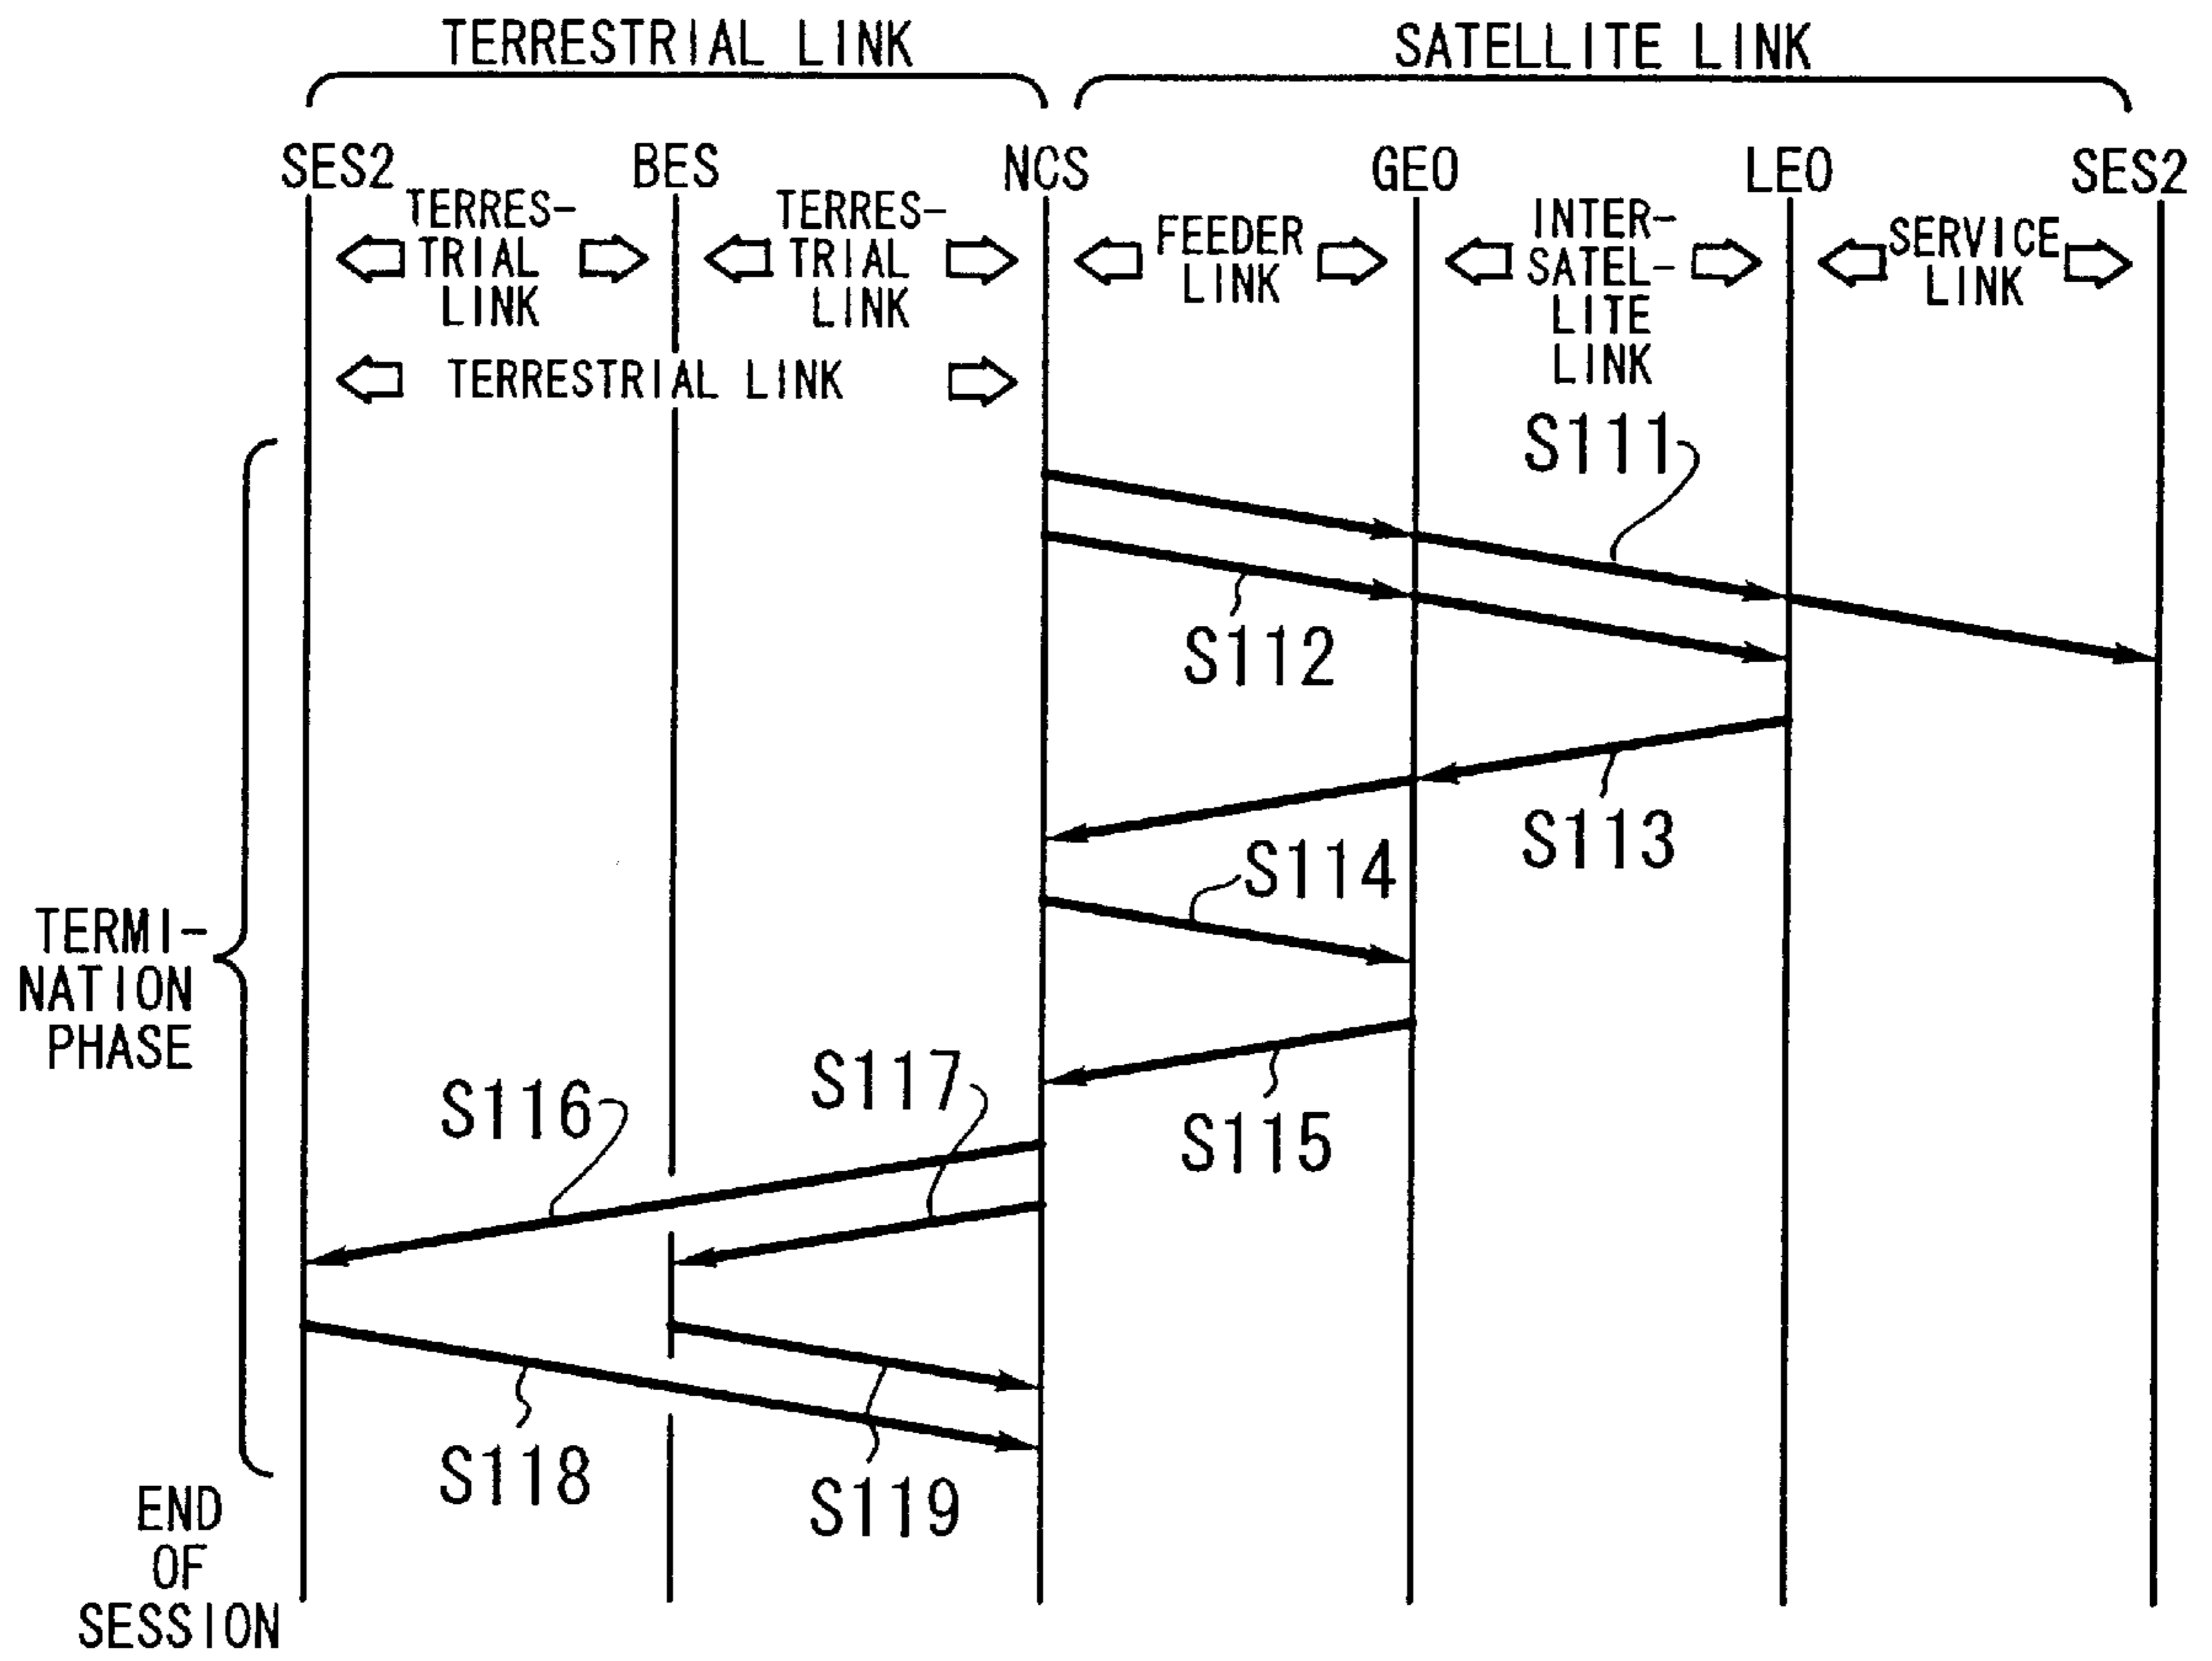 TERRESTRIAL LINK
SATELLITE LINK
SES2
BES
NCS
GEO
LEO
SES2
TERRES-
TRIAL
LINK
TERRES-
TRIAL
LINK
FEEDER
LINK
INTER-
SATEL-
LITE
LINK
SERVICE
LINK
TERRESTRIAL LINK
S111
S112
S113
S114
S115
S116
S117
S118
S119
TERMI-
NATION
PHASE
END
OF
SESSION